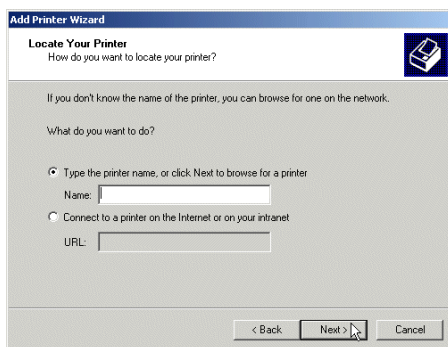 Add Printer Wizard
Locate Your Printer
How do you want to locate your printer?
If you don't know the name of the printer, you can browse for one on the network.
What do you want to do?
Type the printer name, or click Next to browse for a printer
Name:
Connect to a printer on the Internet or on your intranet
URL:
< Back
Next >
Cancel